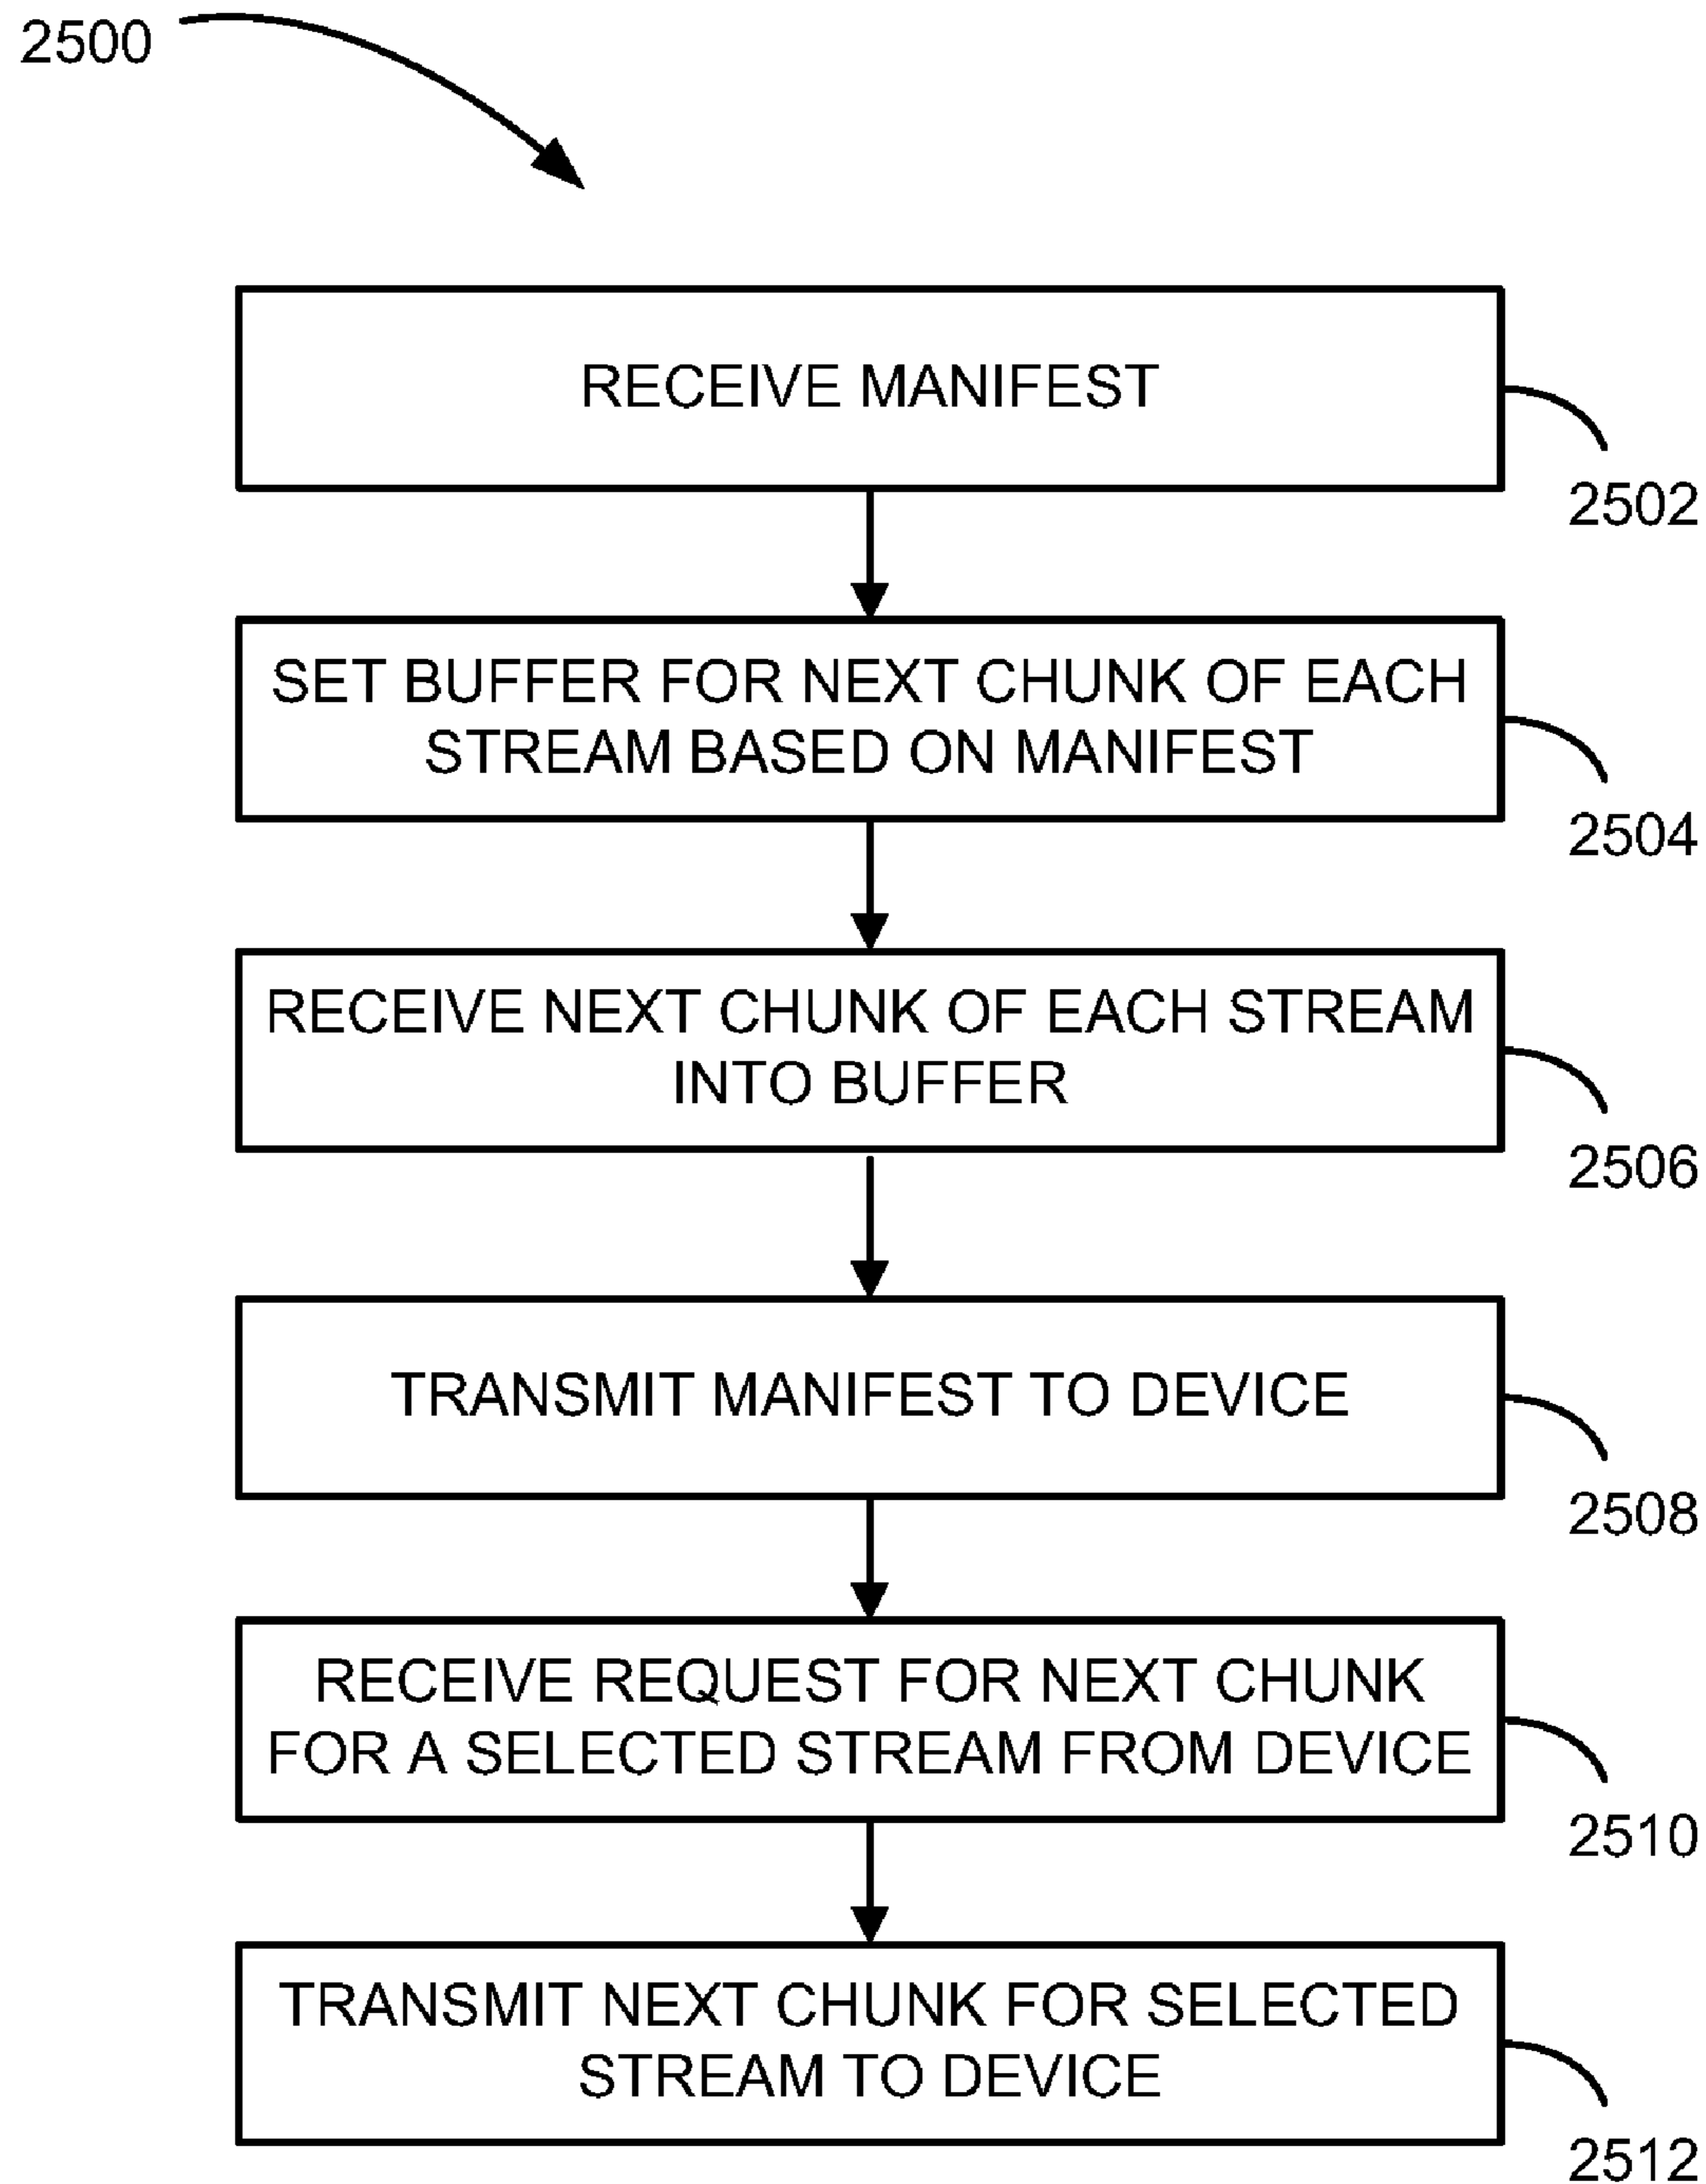 2500
RECEIVE MANIFEST
2502
SET BUFFER FOR NEXT CHUNK OF EACH
STREAM BASED ON MANIFEST
2504
RECEIVE NEXT CHUNK OF EACH STREAM
INTO BUFFER
2506
TRANSMIT MANIFEST TO DEVICE
2508
RECEIVE REQUEST FOR NEXT CHUNK
FOR A SELECTED STREAM FROM DEVICE
2510
TRANSMIT NEXT CHUNK FOR SELECTED
STREAM TO DEVICE
2512